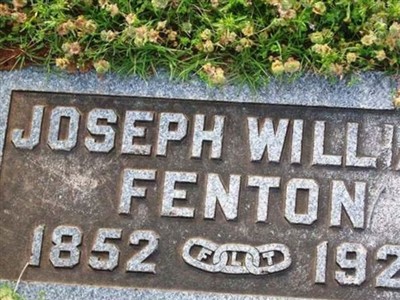 JOSEPH WILLI
FENTON
1852 FLT 192